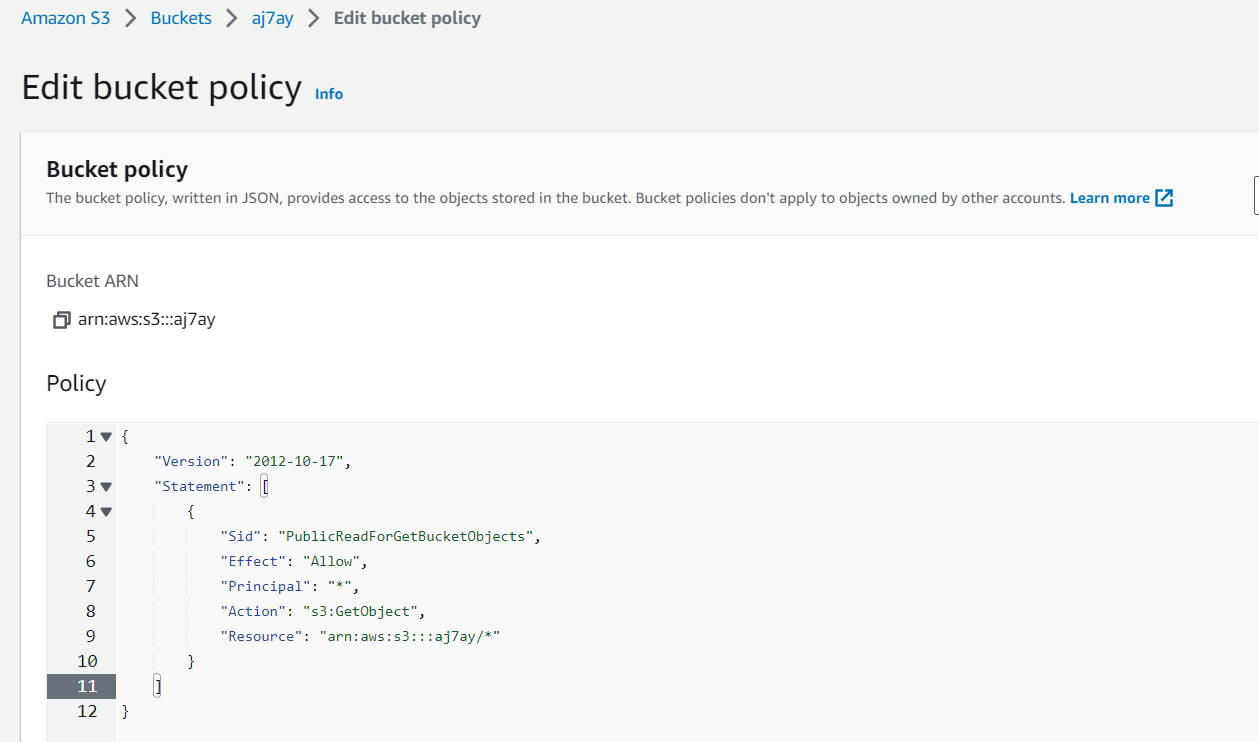 Amazon S3 > Buckets > aj7ay > Edit bucket policy
Edit bucket policy Info
Bucket policy
The bucket policy, written in JSON, provides access to the objects stored in the bucket. Bucket policies don't apply to objects owned by other accounts. Learn more
Bucket ARN
arn:aws:s3:::aj7ay
Policy
1 {
2     "Version": "2012-10-17",
3     "Statement": [
4         {
5             "Sid": "PublicReadForGetBucketObjects",
6             "Effect": "Allow",
7             "Principal": "*",
8             "Action": "s3:GetObject",
9             "Resource": "arn:aws:s3:::aj7ay/*"
10         }
11     ]
12 }